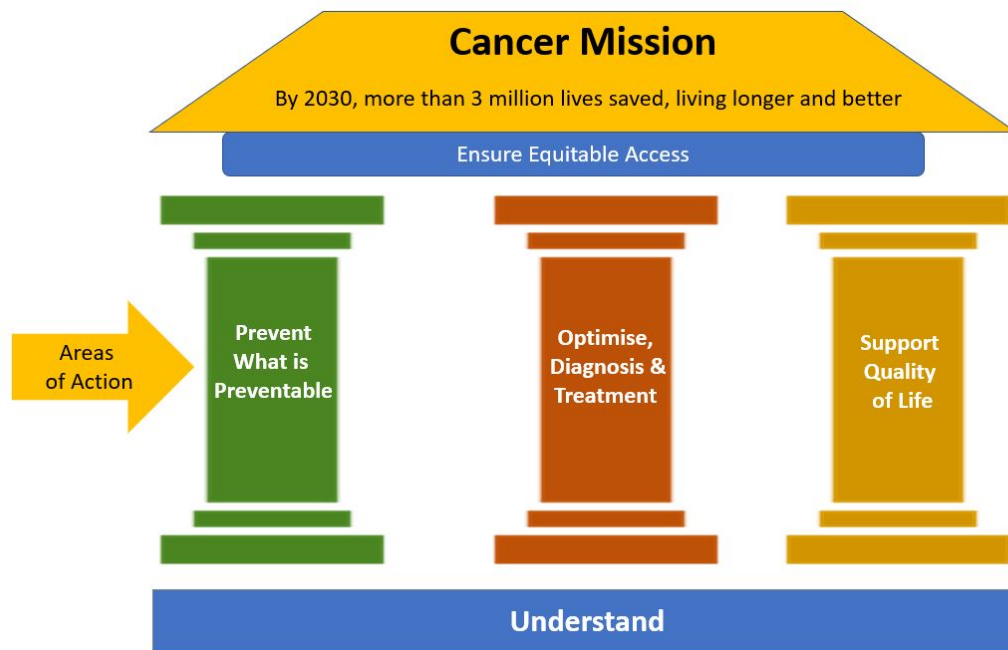 Cancer Mission
By 2030, more than 3 million lives saved, living longer and better
Ensure Equitable Access
Areas
of Action
Prevent
What is
Preventable
Optimise,
Diagnosis &
Treatment
Support
Quality
of Life
Understand